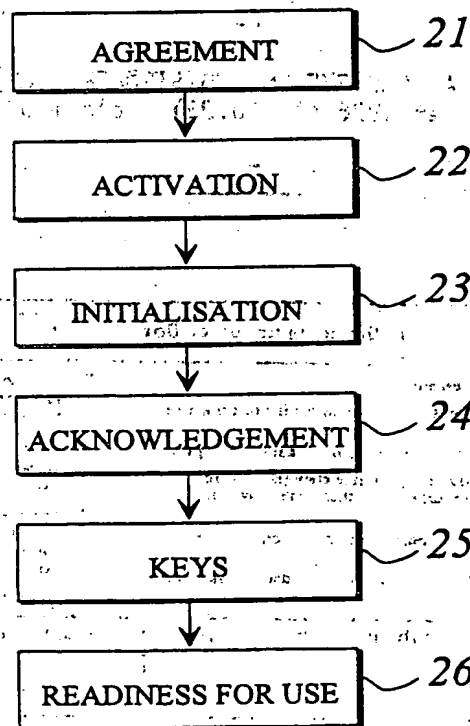 AGREEMENT 21
ACTIVATION 22
INITIALISATION 23
ACKNOWLEDGEMENT 24
KEYS 25
READINESS FOR USE 26